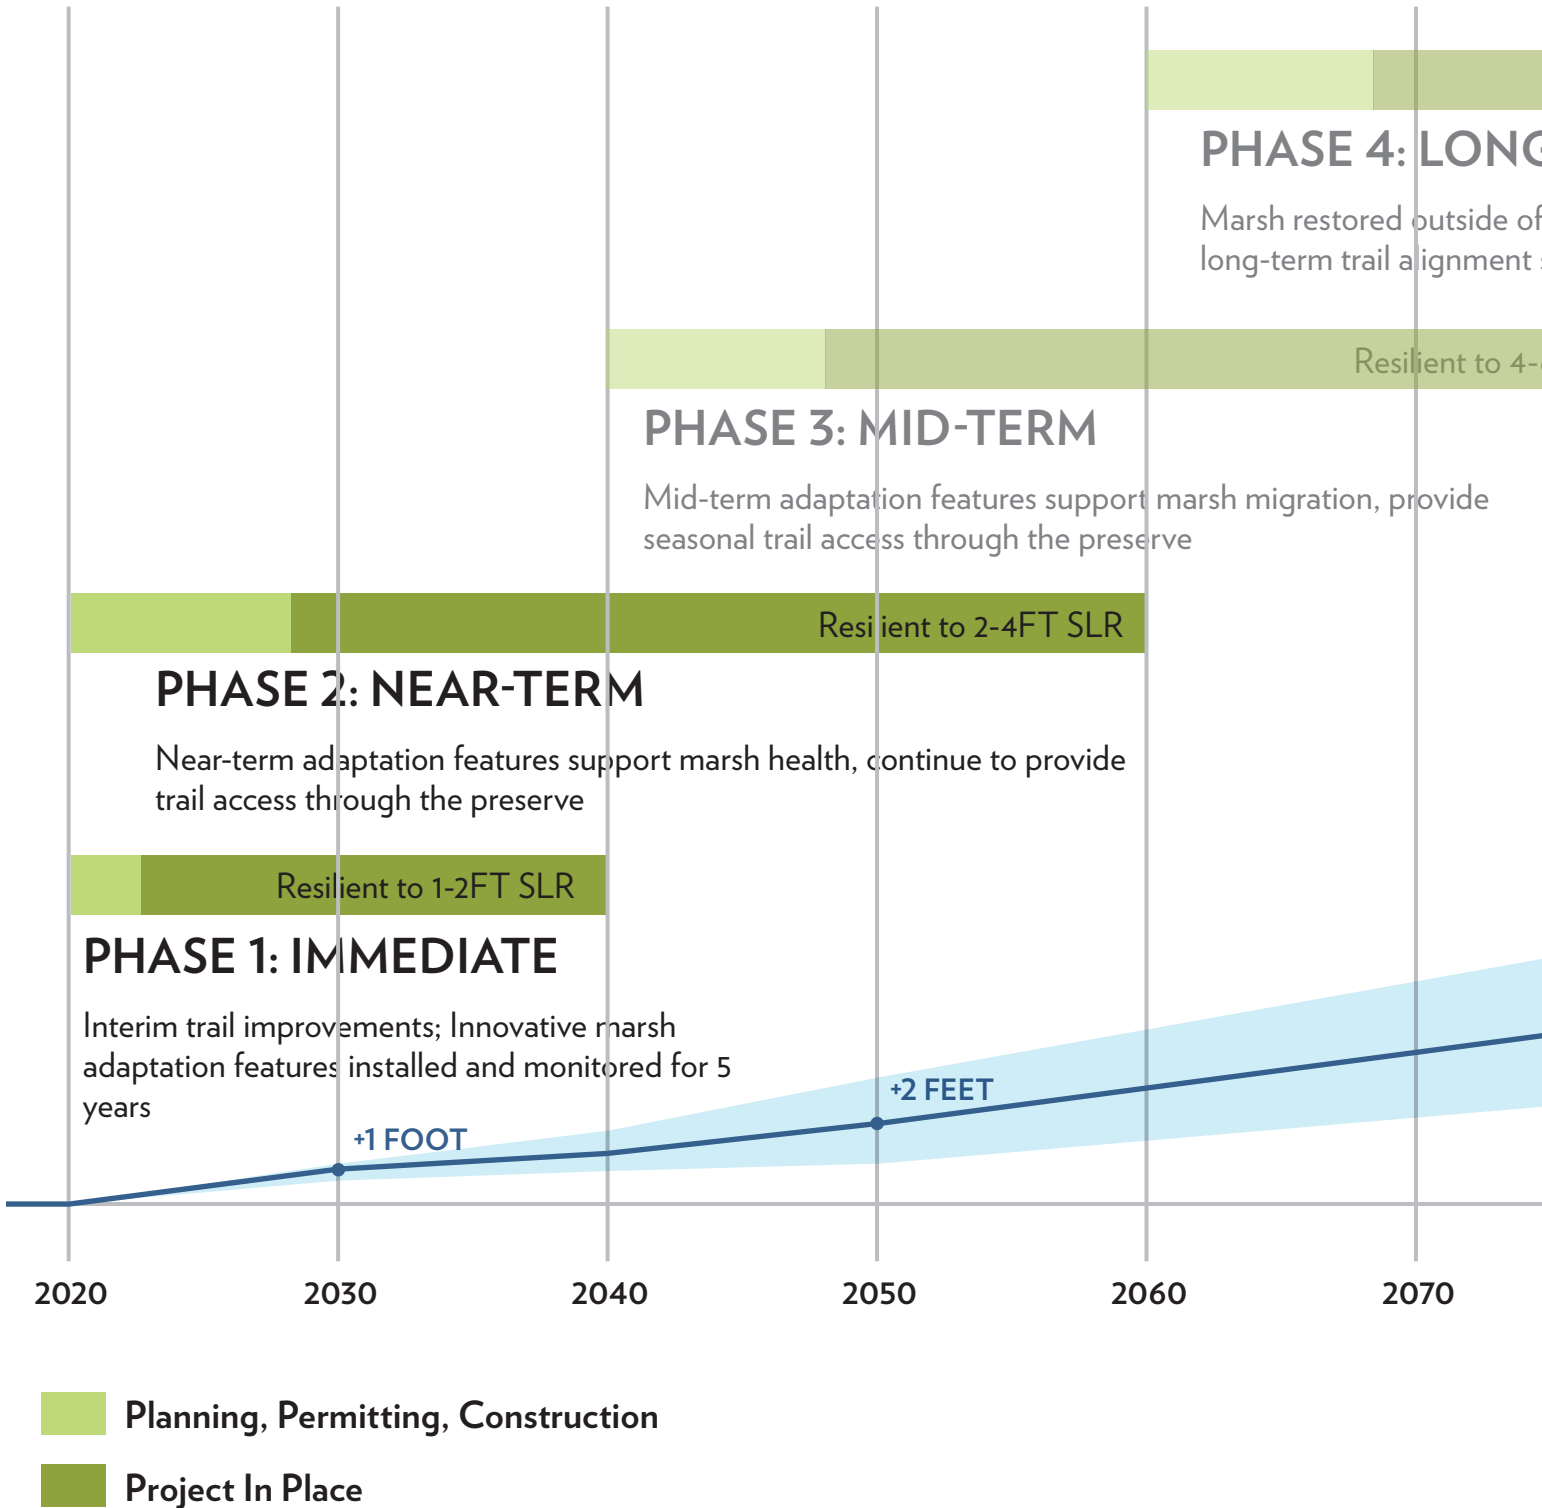 PHASE 4: LONG
Marsh restored outside of
long-term trail alignment
Resilient to 4-
PHASE 3: MID-TERM
Mid-term adaptation features support marsh migration, provide
seasonal trail access through the preserve
Resilient to 2-4FT SLR
PHASE 2: NEAR-TERM
Near-term adaptation features support marsh health, continue to provide
trail access through the preserve
Resilient to 1-2FT SLR
PHASE 1: IMMEDIATE
Interim trail improvements; Innovative marsh
adaptation features installed and monitored for 5
years
+2 FEET
+1 FOOT
2020 2030 2040 2050 2060 2070
Planning, Permitting, Construction
Project In Place